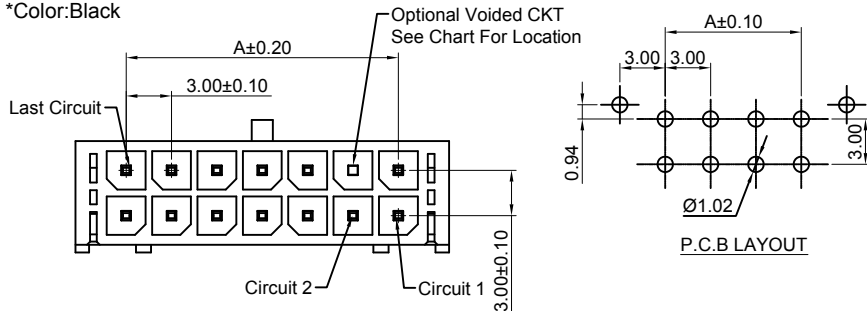 *Color:Black
Optional Voided CKT
See Chart For Location
A±0.20
3.00±0.10
Last Circuit
Circuit 2
Circuit 1
3.00±0.10
A±0.10
3.00
3.00
0.94
3.00
Ø1.02
P.C.B LAYOUT